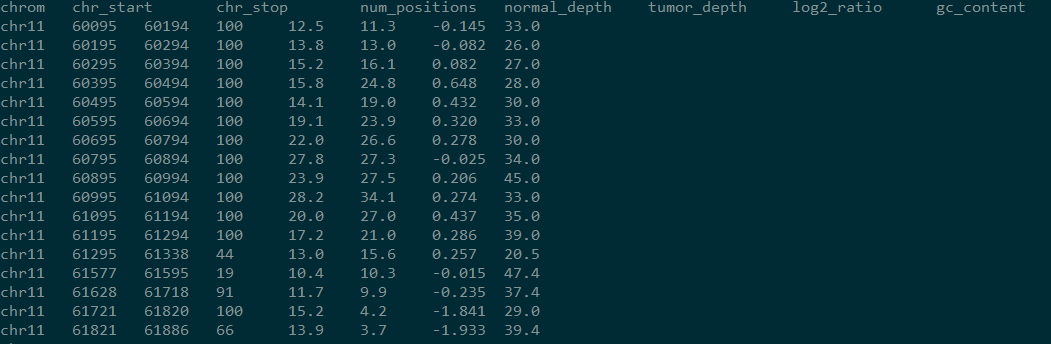 chrom chr_start chr_stop num_positions normal_depth tumor_depth log2_ratio gc_content
chr11 60095 60194 100 12.5 11.3 -0.145 33.0
chr11 60195 60294 100 13.8 13.0 -0.082 26.0
chr11 60295 60394 100 15.2 16.1 0.082 27.0
chr11 60395 60494 100 15.8 24.8 0.648 28.0
chr11 60495 60594 100 14.1 19.0 0.432 30.0
chr11 60595 60694 100 19.1 23.9 0.320 33.0
chr11 60695 60794 100 22.0 26.6 0.278 30.0
chr11 60795 60894 100 27.8 27.3 -0.025 34.0
chr11 60895 60994 100 23.9 27.5 0.206 45.0
chr11 60995 61094 100 28.2 34.1 0.274 33.0
chr11 61095 61194 100 20.0 27.0 0.437 35.0
chr11 61195 61294 100 17.2 21.0 0.286 39.0
chr11 61295 61338 44 13.0 15.6 0.257 20.5
chr11 61577 61595 19 10.4 10.3 -0.015 47.4
chr11 61628 61718 91 11.7 9.9 -0.235 37.4
chr11 61721 61820 100 15.2 4.2 -1.841 29.0
chr11 61821 61886 66 13.9 3.7 -1.933 39.4